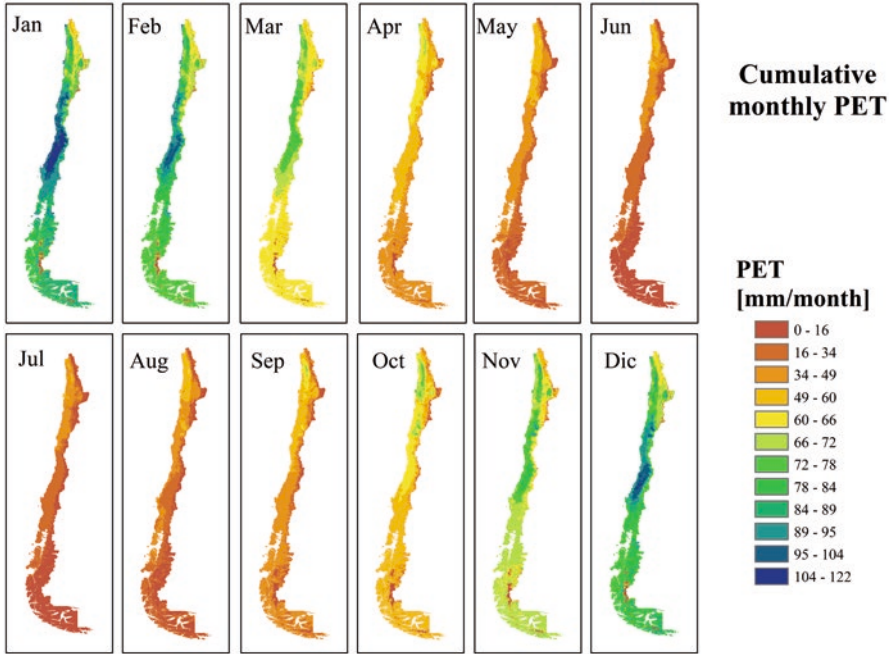 Jan
Feb
Mar
Apr
May
Jun
Cumulative
monthly PET
Jul
Aug
Sep
Oct
Nov
Dic
PET
[mm/month]
0 - 16
16 - 34
34 - 49
49 - 60
60 - 66
66 - 72
72 - 78
78 - 84
84 - 89
89 - 95
95 - 104
104 - 122